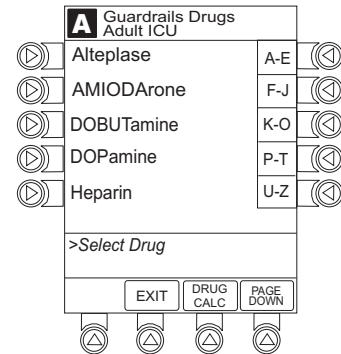 A Guardrails Drugs
Adult ICU
Alteplase A-E
AMIODArone F-J
DOBUTamine K-O
DOPamine P-T
Heparin U-Z
>Select Drug
EXIT DRUG CALC PAGE DOWN